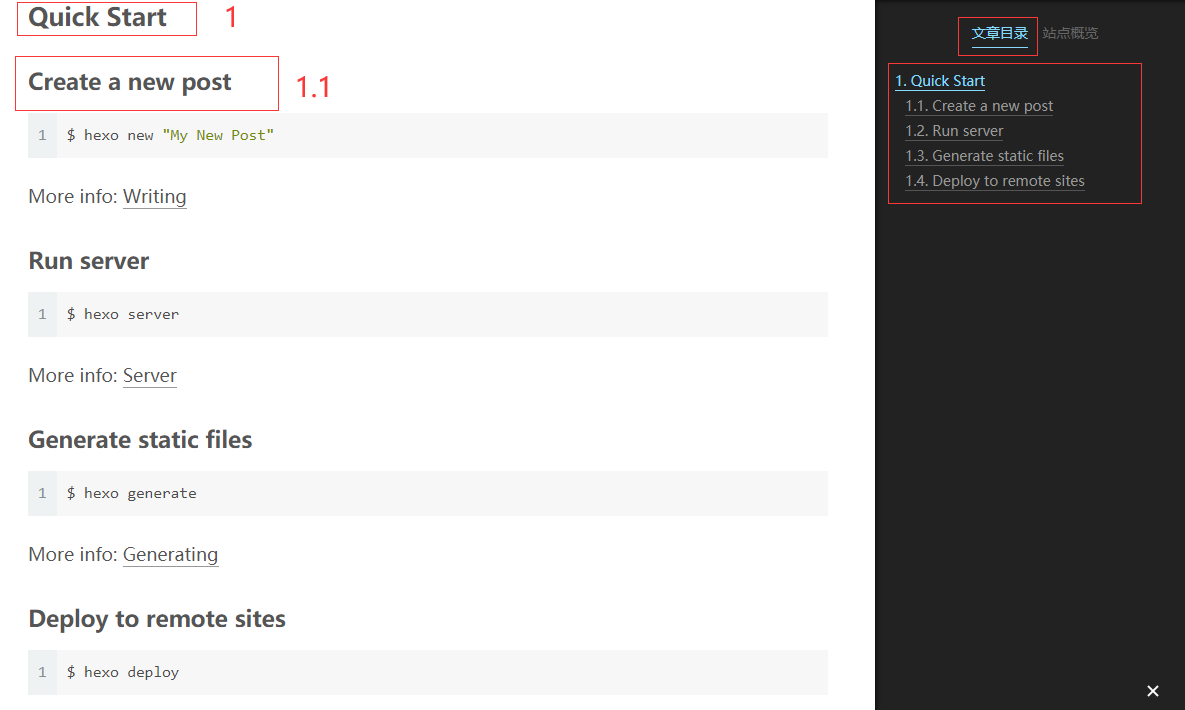 Quick Start 1
Create a new post 1.1
1 $ hexo new "My New Post"
More info: Writing
Run server
1 $ hexo server
More info: Server
Generate static files
1 $ hexo generate
More info: Generating
Deploy to remote sites
1 $ hexo deploy
文章目录 站点概览
1. Quick Start
1.1. Create a new post
1.2. Run server
1.3. Generate static files
1.4. Deploy to remote sites